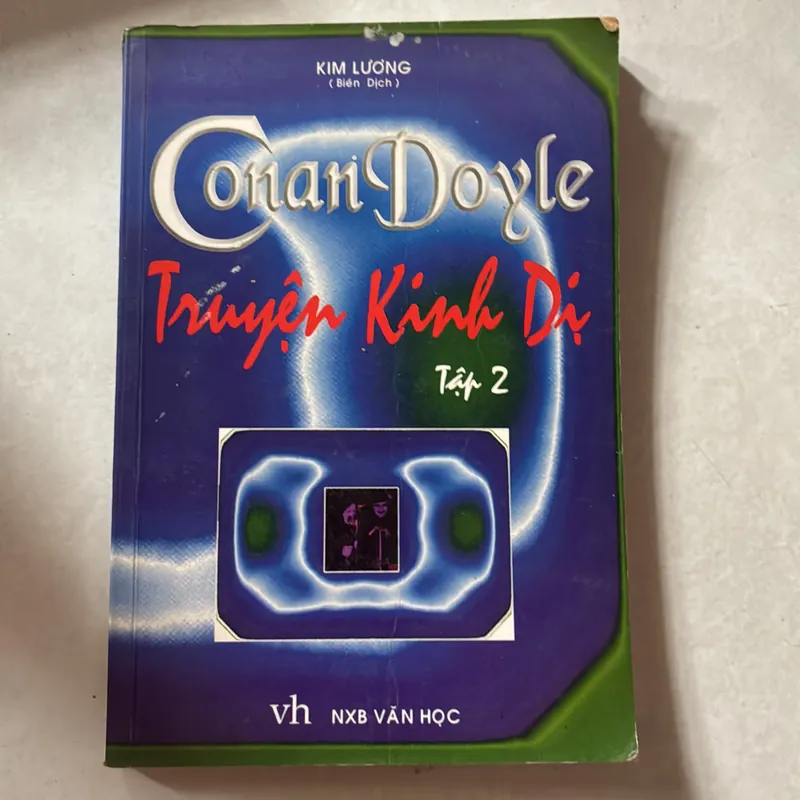 KIM LƯƠNG
( Biên Dịch )
Conan Doyle
Truyện Kinh Dị
Tập 2
vh NXB VĂN HỌC